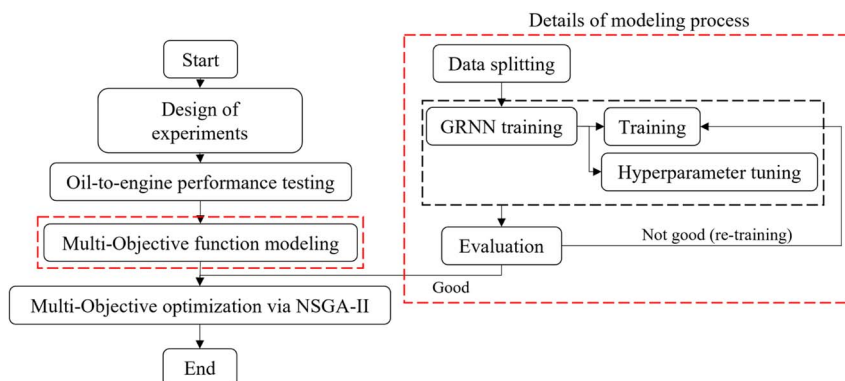 Start
Design of
experiments
Oil-to-engine performance testing
Multi-Objective function modeling
Multi-Objective optimization via NSGA-II
End
Details of modeling process
Data splitting
GRNN training
Training
Hyperparameter tuning
Evaluation
Not good (re-training)
Good